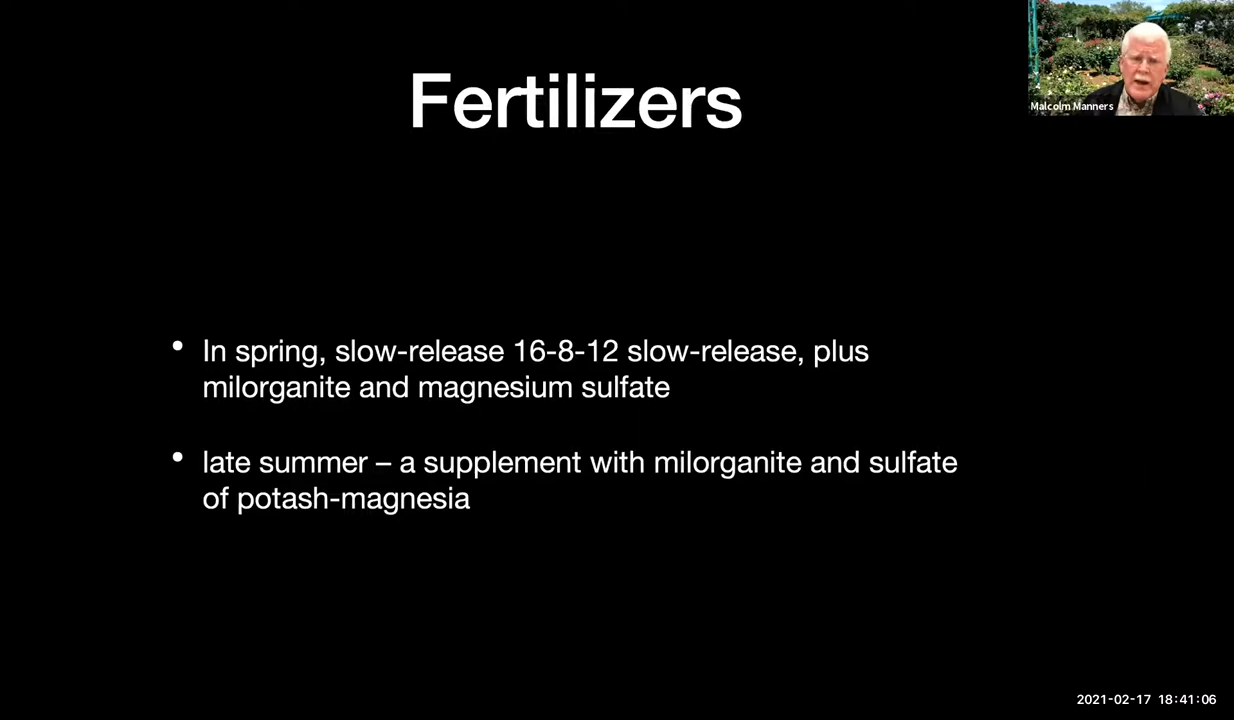 Fertilizers
Malcolm Manners
• In spring, slow-release 16-8-12 slow-release, plus
milorganite and magnesium sulfate
• late summer – a supplement with milorganite and sulfate
of potash-magnesia
2021-02-17 18:41:06